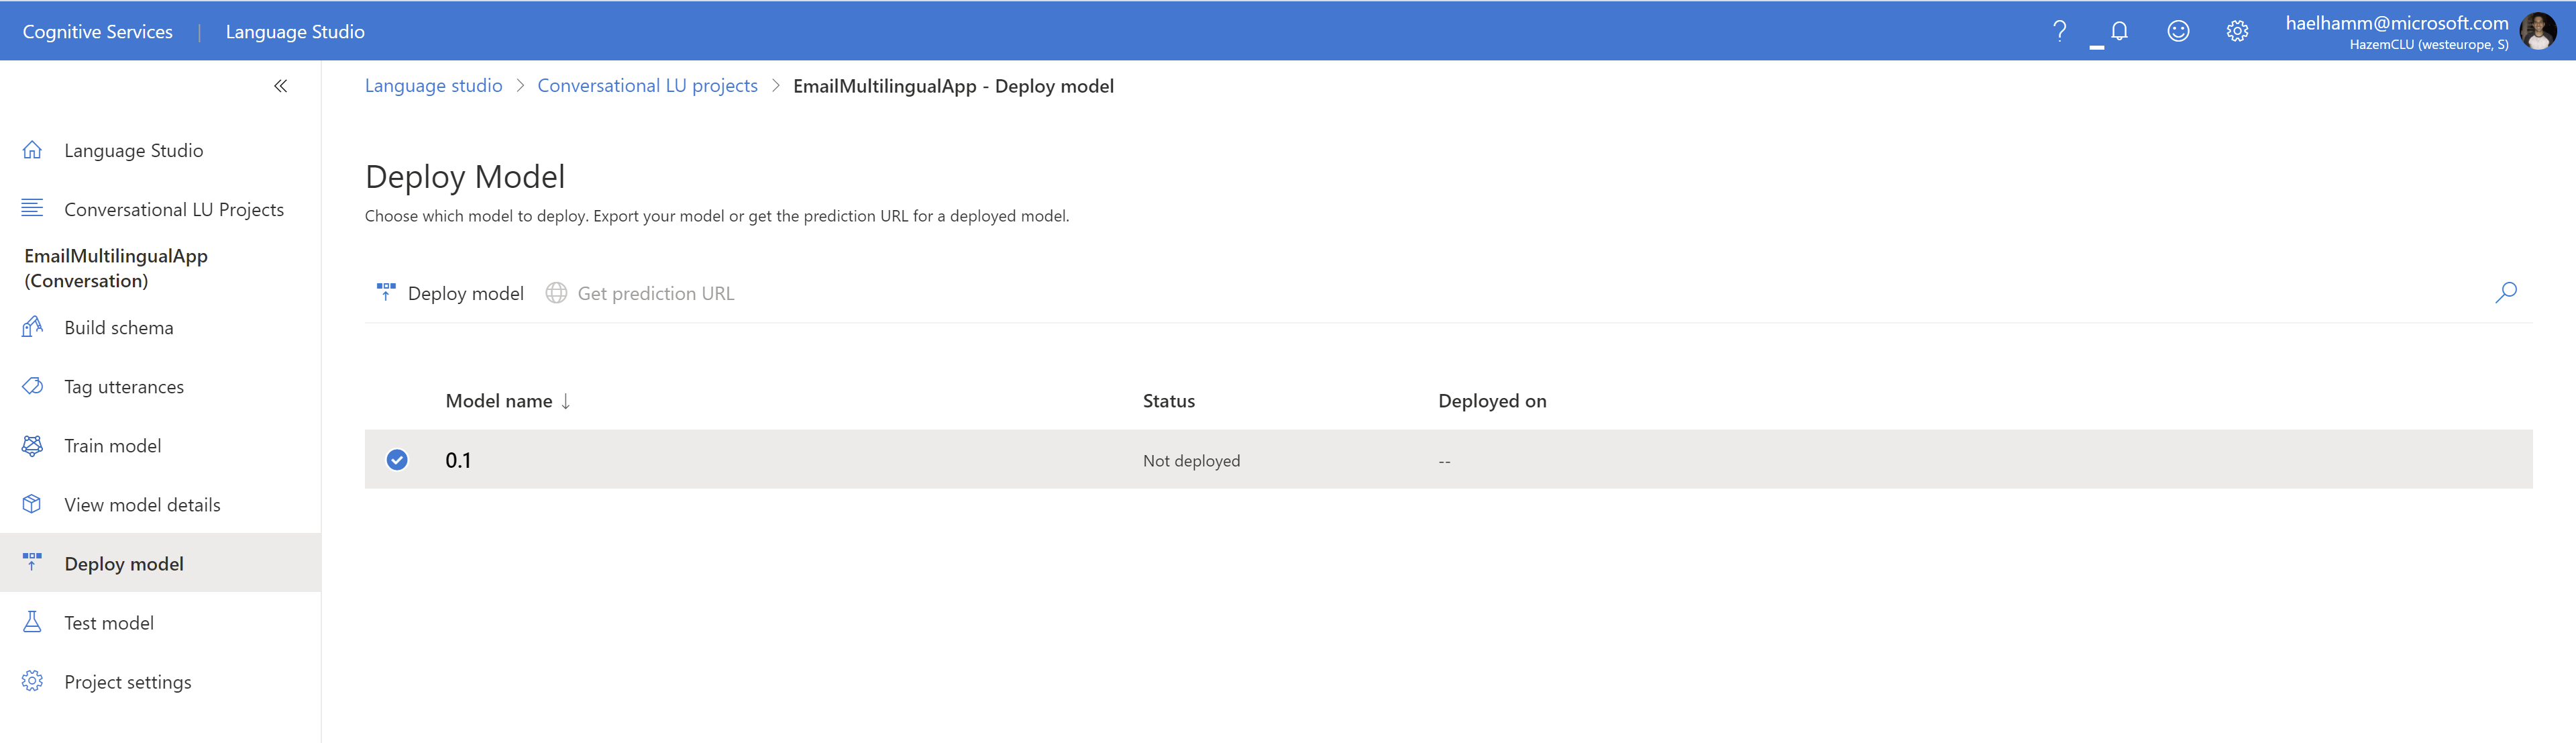 Cognitive Services | Language Studio
haelhamm@microsoft.com
HazemCLU (westeurope, S)
Language studio > Conversational LU projects > EmailMultilingualApp - Deploy model
Language Studio
Conversational LU Projects
EmailMultilingualApp
(Conversation)
Build schema
Tag utterances
Train model
View model details
Deploy model
Test model
Project settings
Deploy Model
Choose which model to deploy. Export your model or get the prediction URL for a deployed model.
Deploy model Get prediction URL
Model name ↓ Status Deployed on
0.1 Not deployed --